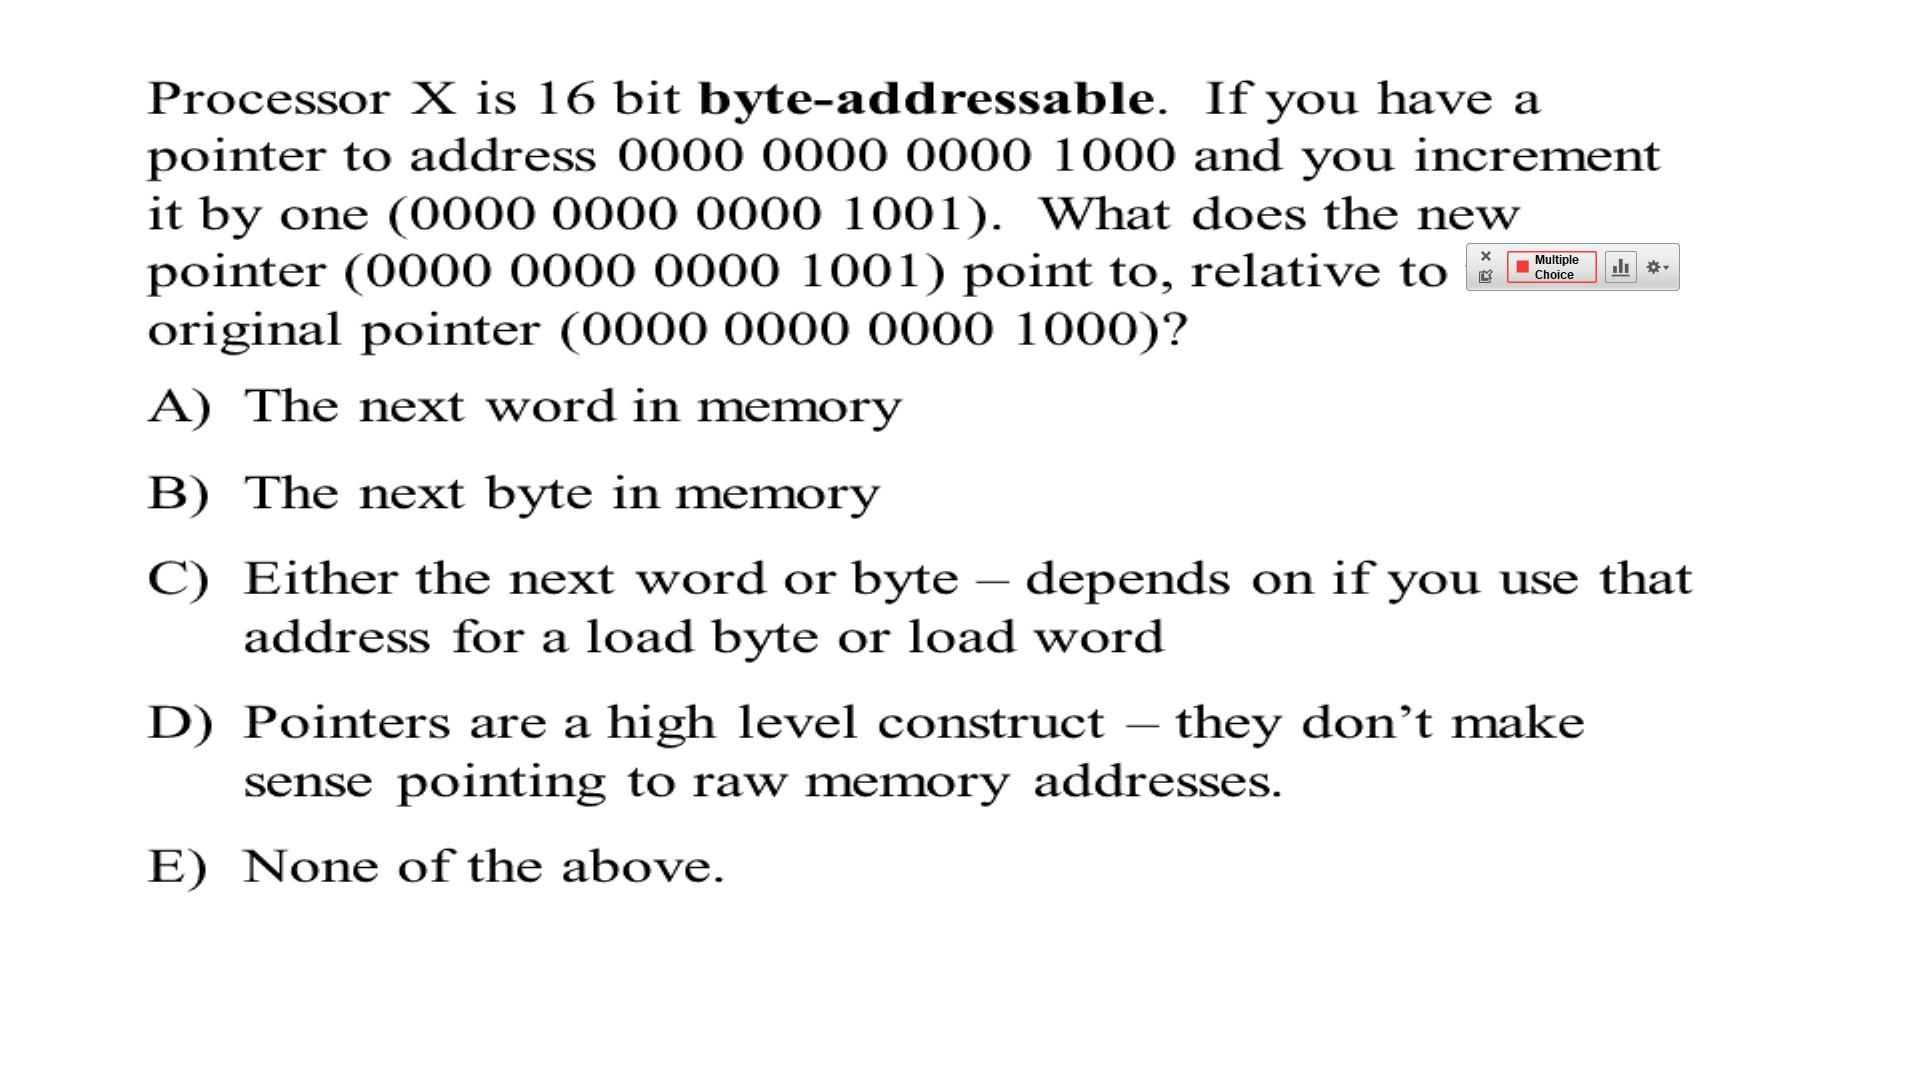 Processor X is 16 bit byte-addressable. If you have a
pointer to address 0000 0000 0000 1000 and you increment
it by one (0000 0000 0000 1001). What does the new
pointer (0000 0000 0000 1001) point to, relative to
Multiple
Choice
original pointer (0000 0000 0000 1000)?
A) The next word in memory
B) The next byte in memory
C) Either the next word or byte – depends on if you use that
address for a load byte or load word
D) Pointers are a high level construct – they don’t make
sense pointing to raw memory addresses.
E) None of the above.